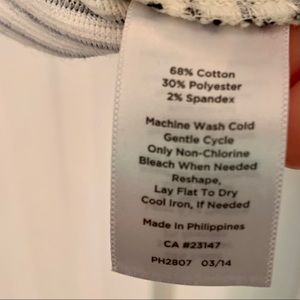 68% Cotton
30% Polyester
2% Spandex
Machine Wash Cold
Gentle Cycle
Only Non-Chlorine
Bleach When Needed
Reshape,
Lay Flat To Dry
Cool Iron, If Needed
Made In Philippines
CA #23147
PH2807 03/14